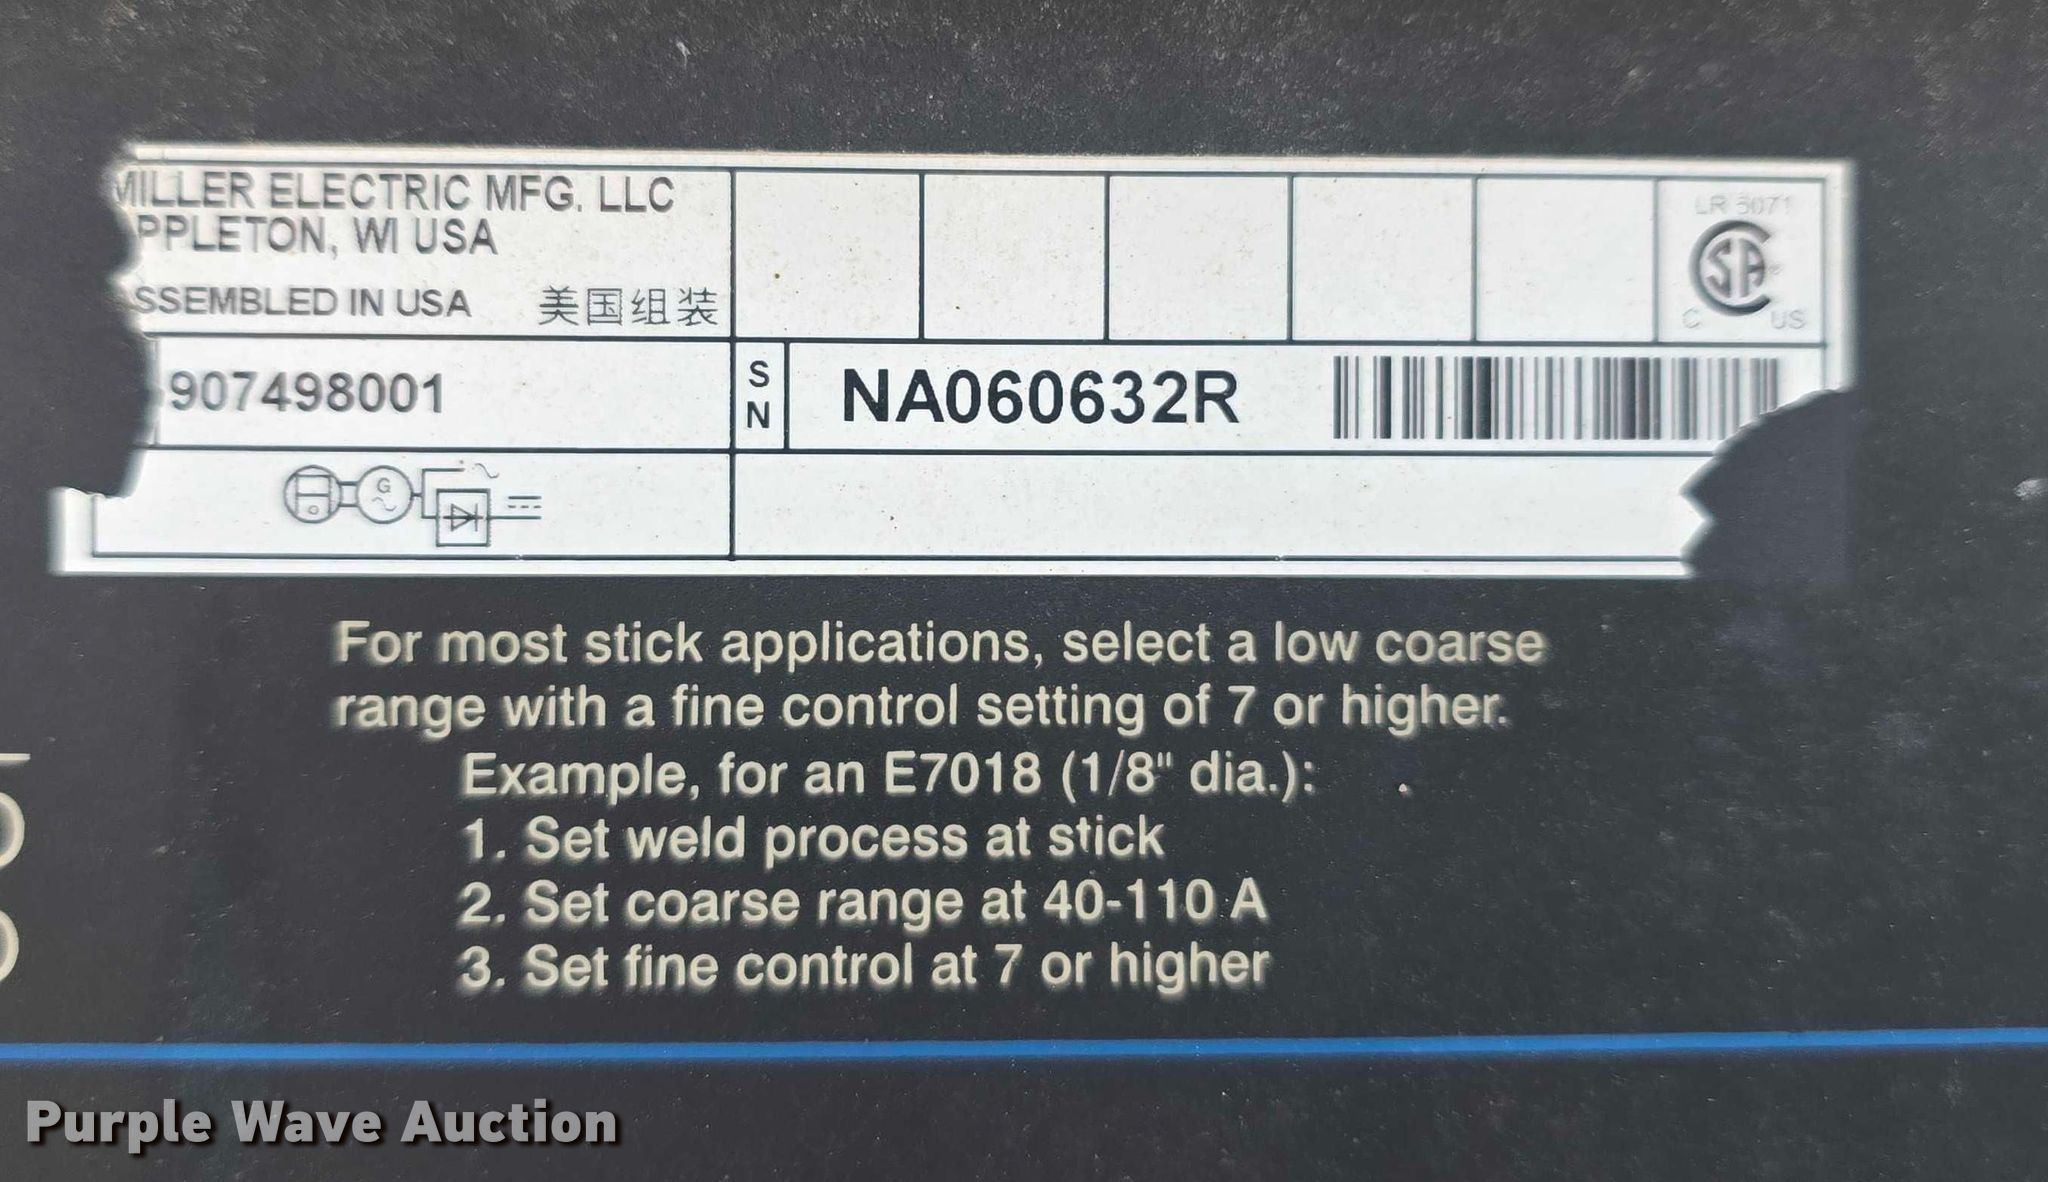 MILLER ELECTRIC MFG. LLC
PPLETON, WI USA
SSEMBLED IN USA 美国组装
LR 5071
CSA
C US
907498001
SN NA060632R
G
For most stick applications, select a low coarse
range with a fine control setting of 7 or higher.
Example, for an E7018 (1/8" dia.):
1. Set weld process at stick
2. Set coarse range at 40-110 A
3. Set fine control at 7 or higher
Purple Wave Auction